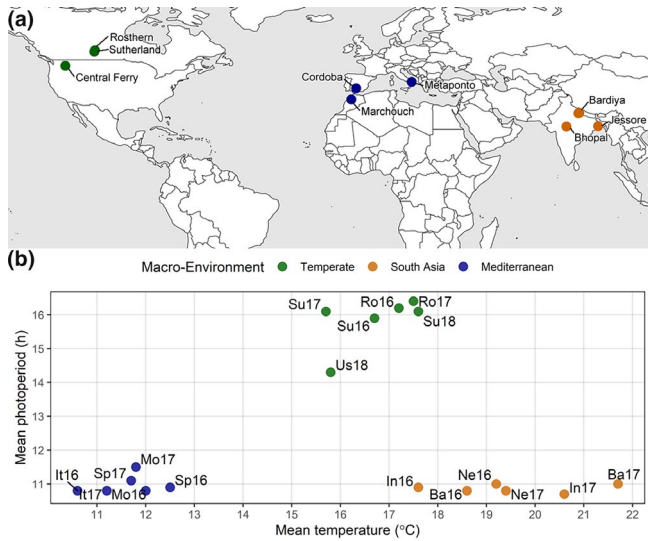 (a)
Rosthern
Sutherland
Central Ferry
Cordoba
Metaponto
Marchouch
Bardiya
Jessore
Bhopal
(b)
Macro-Environment Temperate South Asia Mediterranean
Mean photoperiod (h)
16
15
14
13
12
11
Su17
Ro16
Ro17
Su16
Su18
Us18
It16
Sp17
Mo17
It17
Mo16
Sp16
In16
Ne16
Ba17
Ba16
Ne17
In17
11 12 13 14 15 16 17 18 19 20 21 22
Mean temperature (°C)